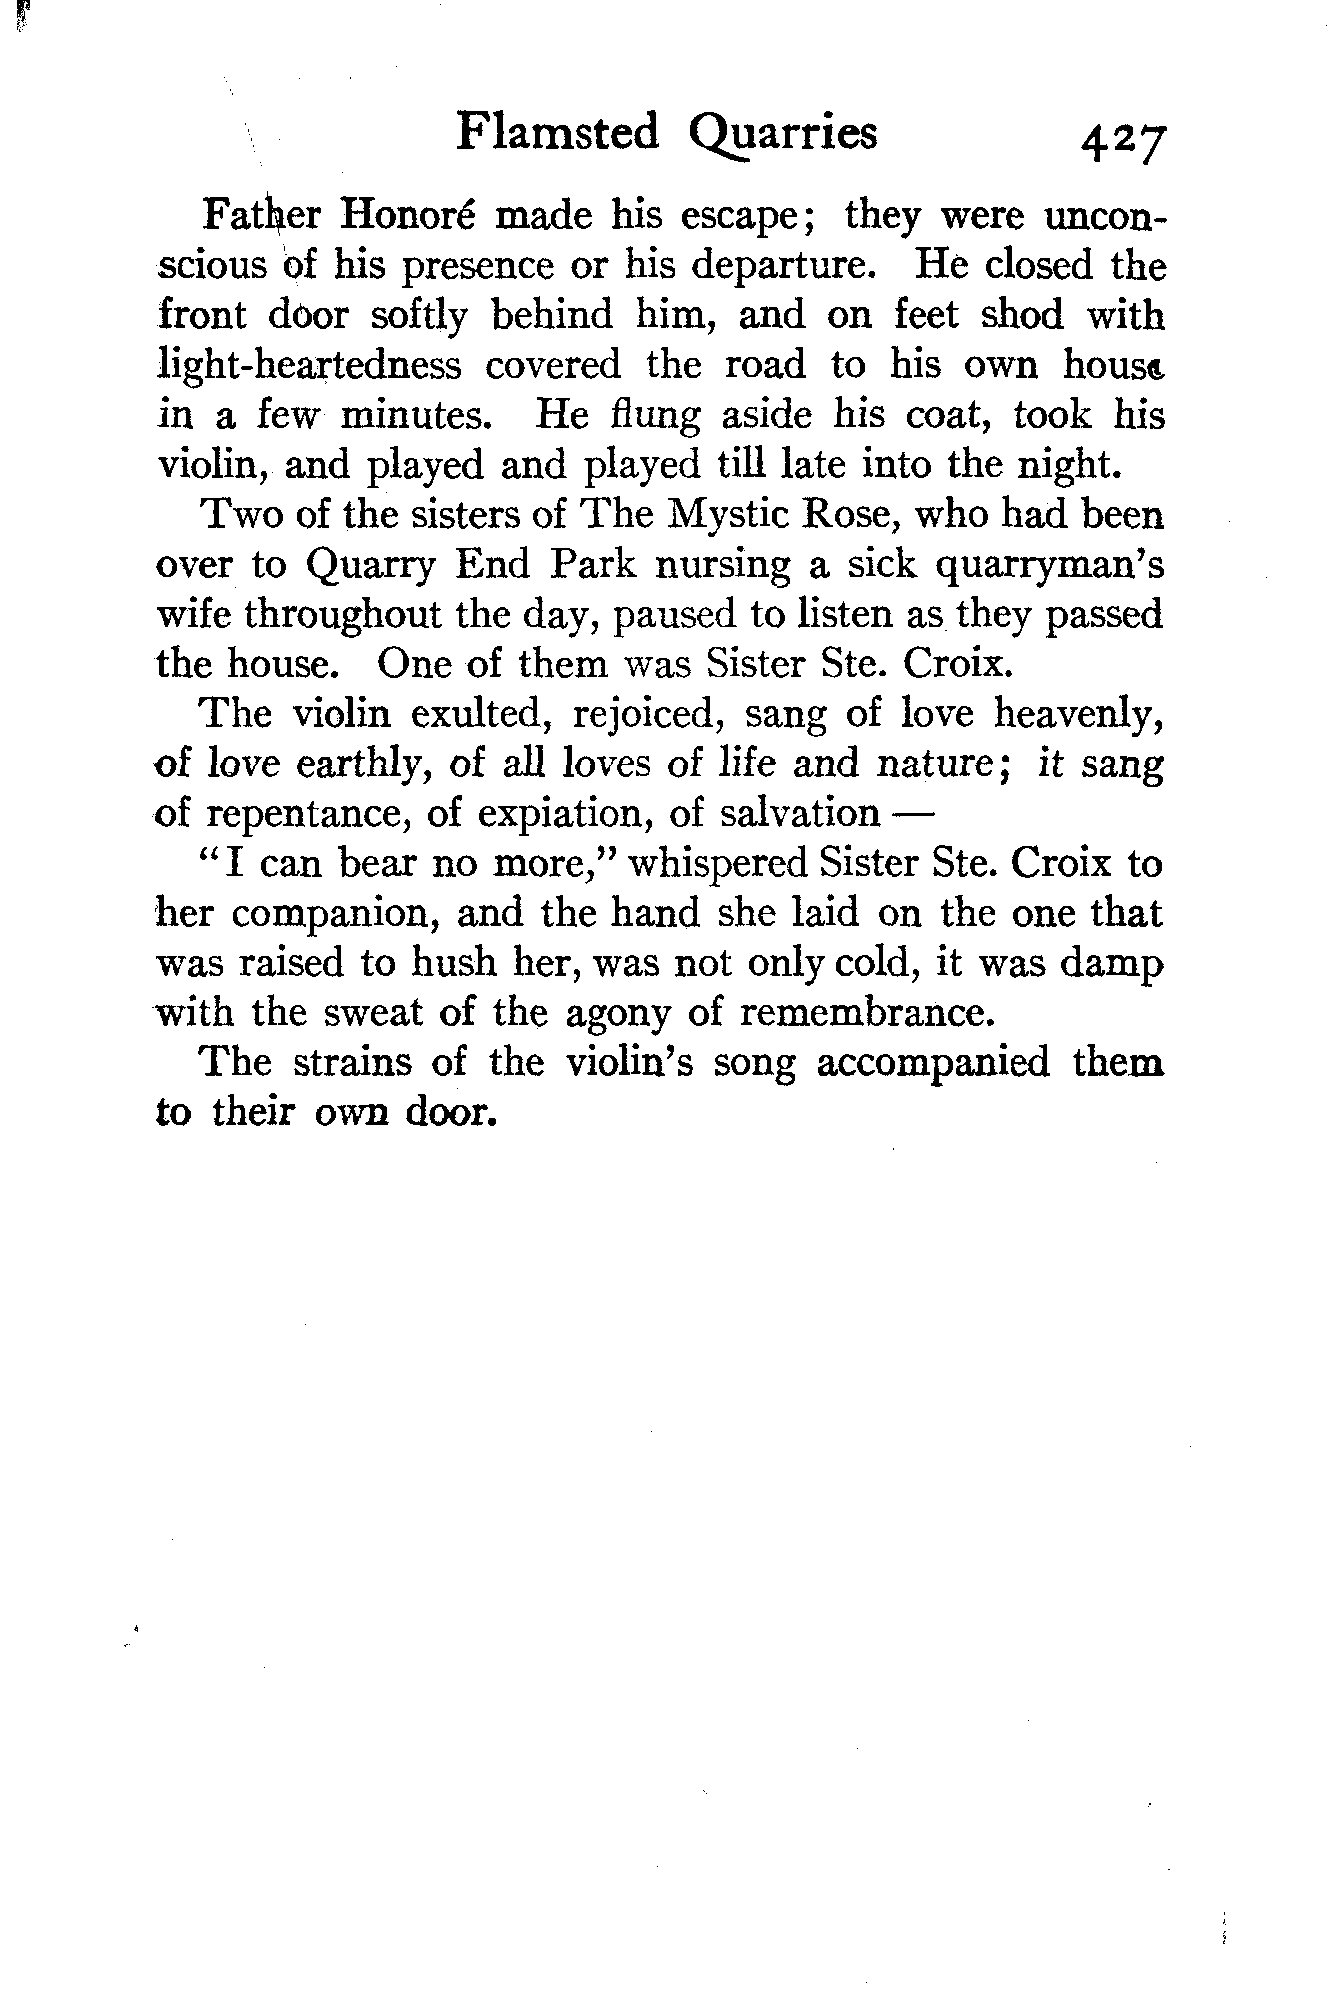 Flamsted Quarries 427
Father Honoré made his escape; they were uncon-
scious of his presence or his departure. He closed the
front door softly behind him, and on feet shod with
light-heartedness covered the road to his own house
in a few minutes. He flung aside his coat, took his
violin, and played and played till late into the night.
Two of the sisters of The Mystic Rose, who had been
over to Quarry End Park nursing a sick quarryman's
wife throughout the day, paused to listen as they passed
the house. One of them was Sister Ste. Croix.
The violin exulted, rejoiced, sang of love heavenly,
of love earthly, of all loves of life and nature; it sang
of repentance, of expiation, of salvation —
"I can bear no more," whispered Sister Ste. Croix to
her companion, and the hand she laid on the one that
was raised to hush her, was not only cold, it was damp
with the sweat of the agony of remembrance.
The strains of the violin's song accompanied them
to their own door.